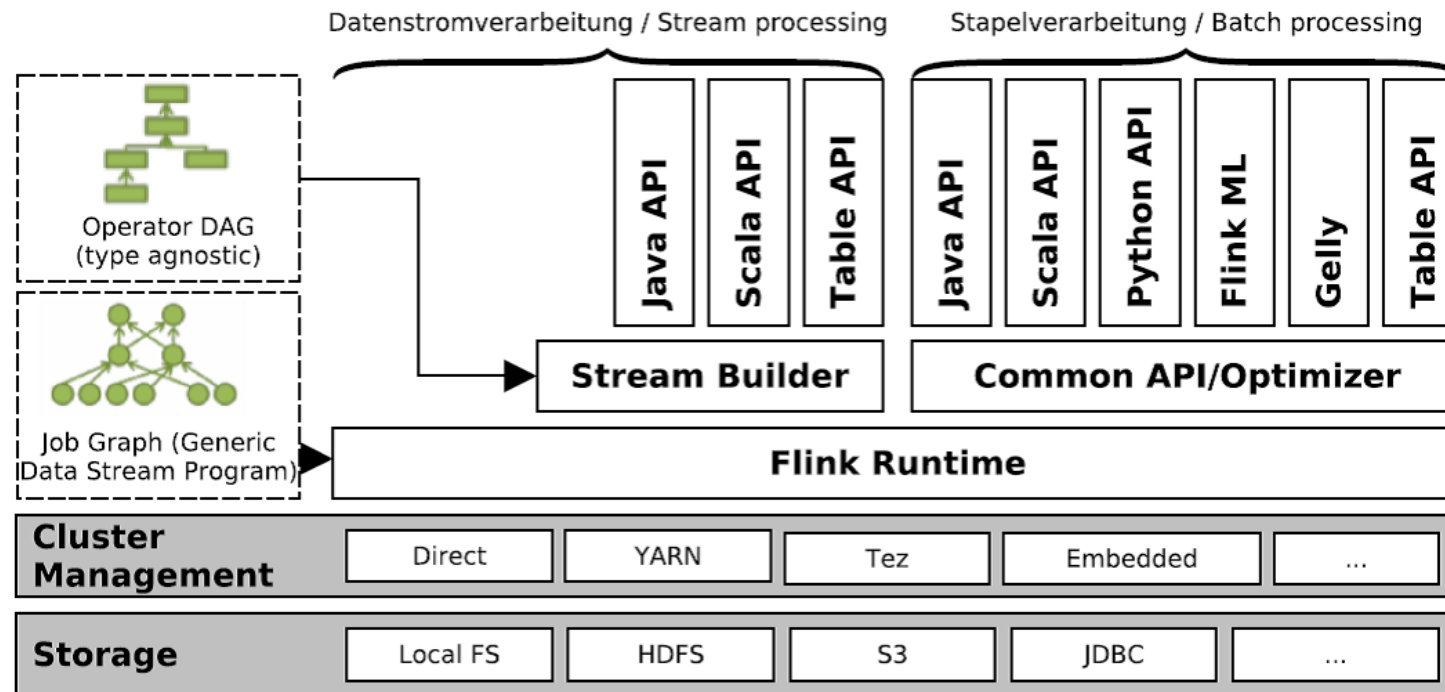 Datenstromverarbeitung / Stream processing
Stapelverarbeitung / Batch processing
Operator DAG
(type agnostic)
Java API
Scala API
Table API
Java API
Scala API
Python API
Flink ML
Gelly
Table API
Stream Builder
Common API/Optimizer
Job Graph (Generic
Data Stream Program)
Flink Runtime
Cluster
Management
Direct
YARN
Tez
Embedded
...
Storage
Local FS
HDFS
S3
JDBC
...